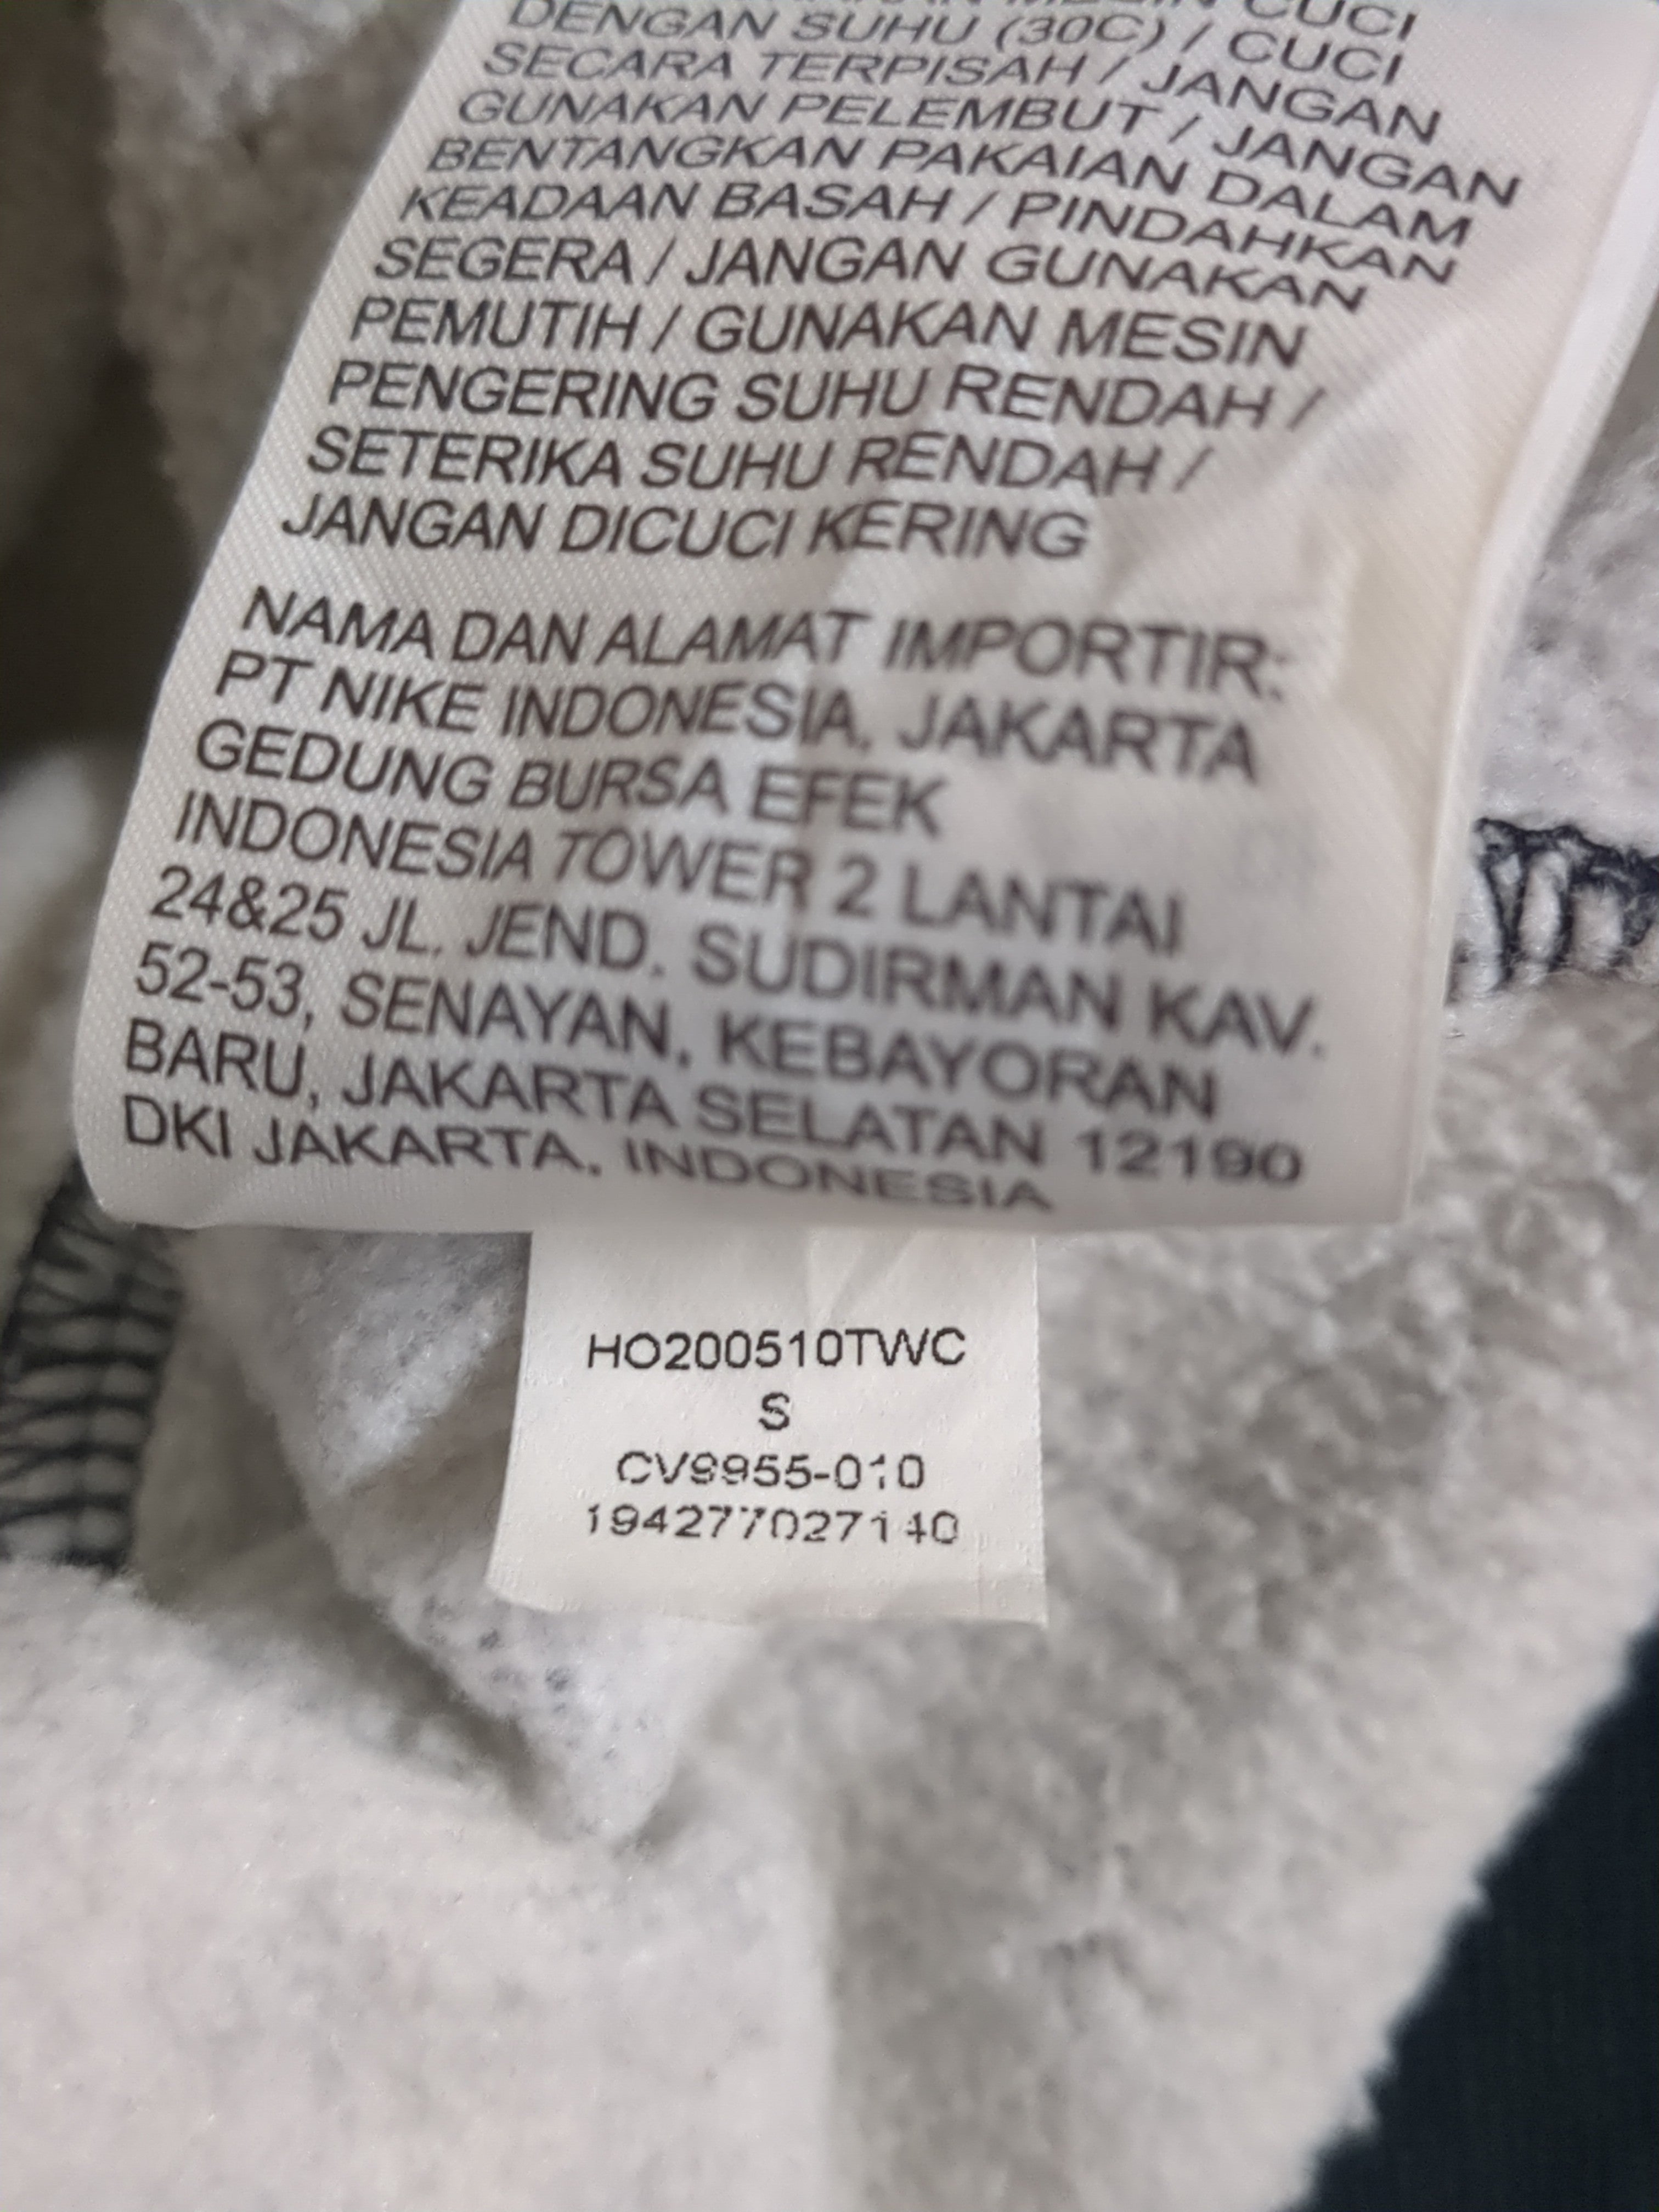 MESIN CUCI
DENGAN SUHU (30C) / CUCI
SECARA TERPISAH / JANGAN
GUNAKAN PELEMBUT / JANGAN
BENTANGKAN PAKAIAN DALAM
KEADAAN BASAH / PINDAHKAN
SEGERA / JANGAN GUNAKAN
PEMUTIH / GUNAKAN MESIN
PENGERING SUHU RENDAH /
SETERIKA SUHU RENDAH /
JANGAN DICUCI KERING
NAMA DAN ALAMAT IMPORTIR:
PT NIKE INDONESIA, JAKARTA
GEDUNG BURSA EFEK
INDONESIA TOWER 2 LANTAI
24&25 JL. JEND. SUDIRMAN KAV.
52-53, SENAYAN, KEBAYORAN
BARU, JAKARTA SELATAN 12190
DKI JAKARTA, INDONESIA
HO200510TWC
S
CV9955-010
194277027140